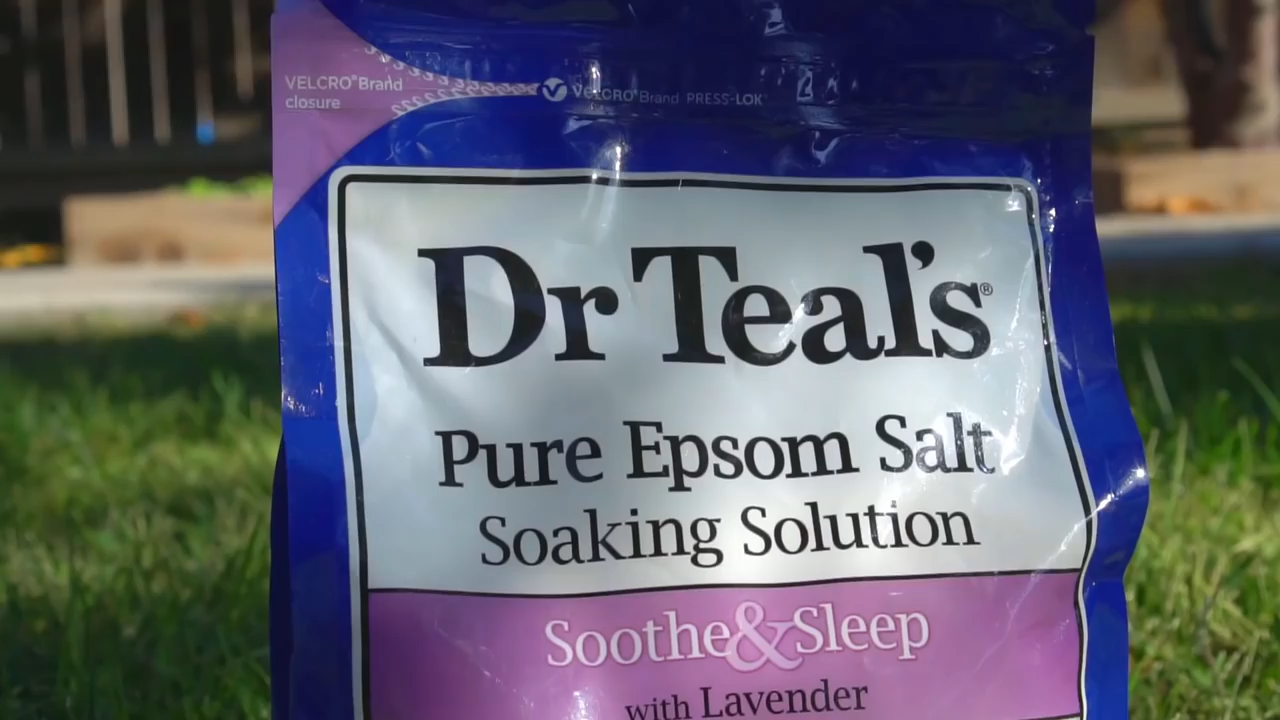 VELCRO® Brand
closure
VELCRO® Brand PRESS-LOK
Dr Teal's®
Pure Epsom Salt
Soaking Solution
Soothe & Sleep
with Lavender